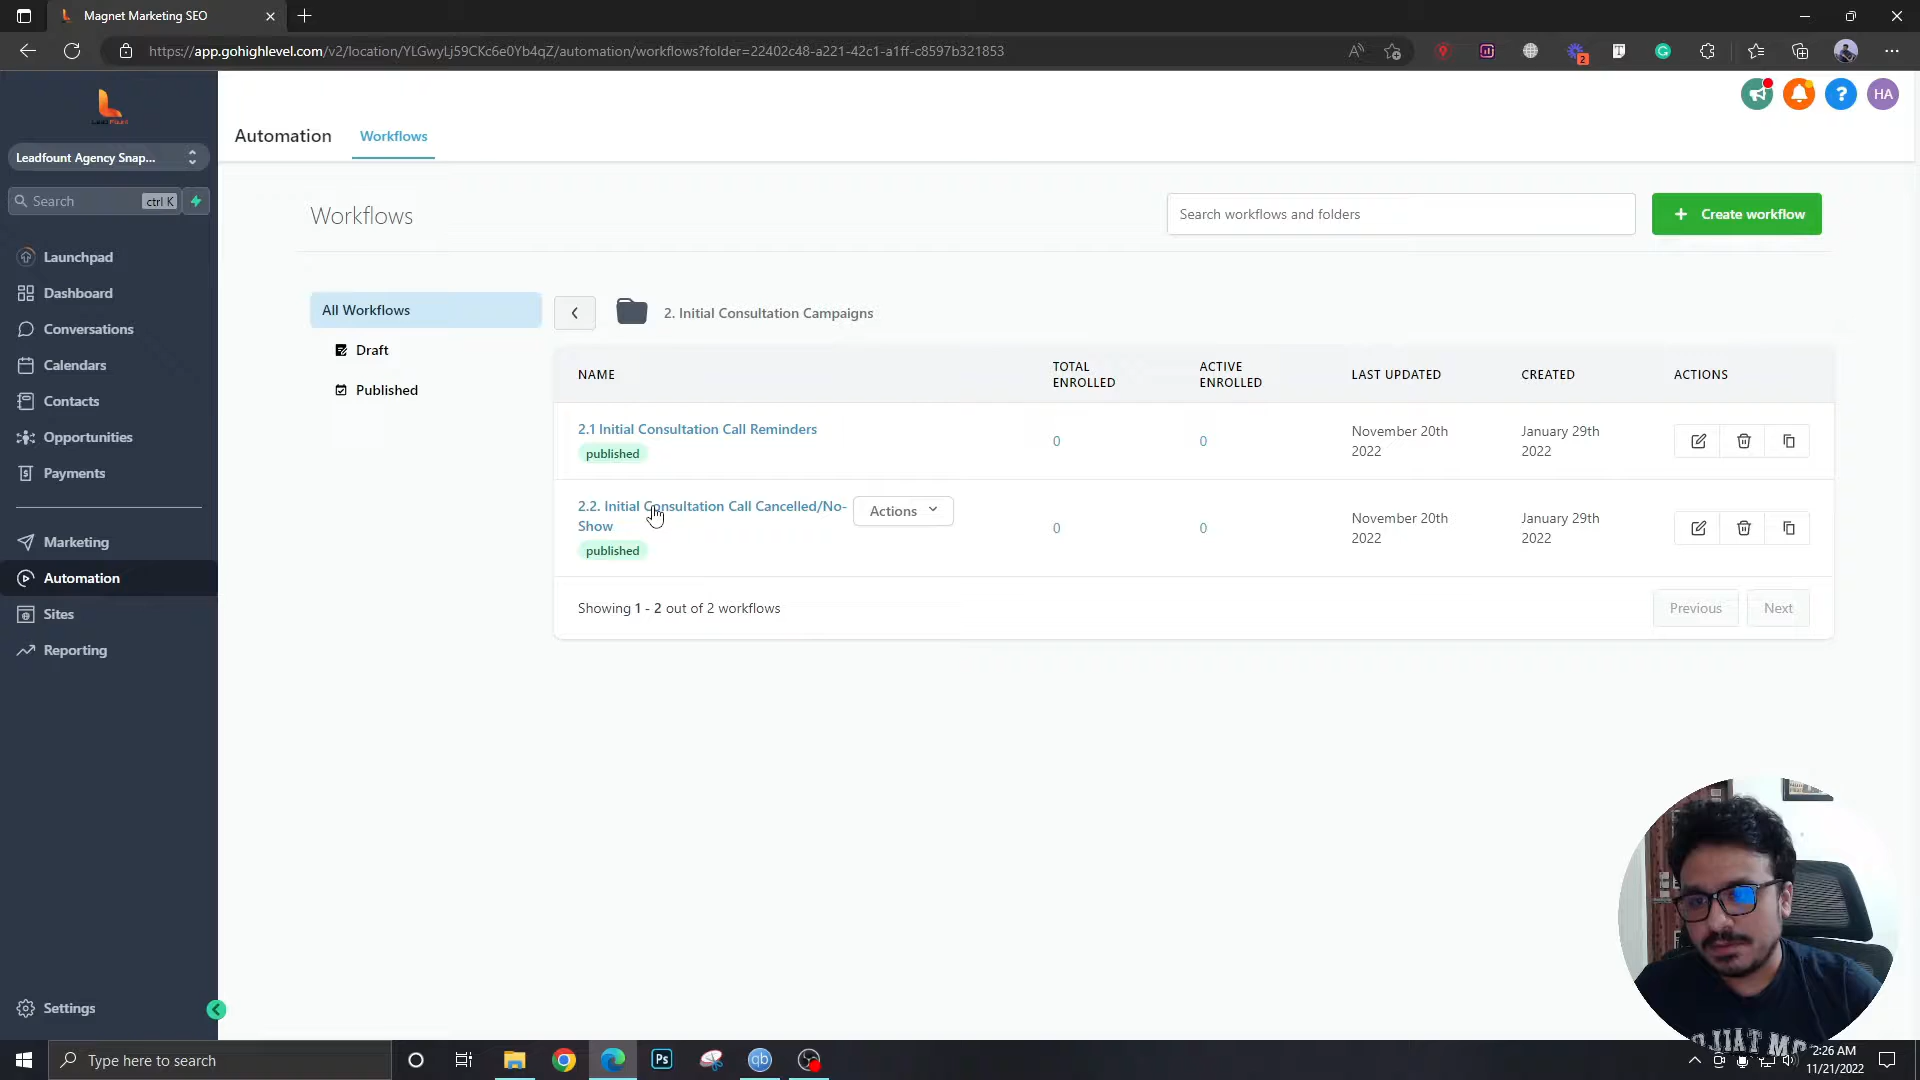 Magnet Marketing SEO
https://app.gohighlevel.com/v2/location/YLGwyLj59CKc6e0Yb4qZ/automation/workflows?folder=22402c48-a221-42c1-a1ff-c8597b321853
2
HA
Automation
Workflows
Leadfount Agency Snap...
Search
ctrl K
Launchpad
Dashboard
Conversations
Calendars
Contacts
Opportunities
Payments
Marketing
Automation
Sites
Reporting
Settings
Workflows
Search workflows and folders
+ Create workflow
All Workflows
Draft
Published
2. Initial Consultation Campaigns
NAME
TOTAL
ENROLLED
ACTIVE
ENROLLED
LAST UPDATED
CREATED
ACTIONS
2.1 Initial Consultation Call Reminders
published
0
0
November 20th
2022
January 29th
2022
2.2. Initial Consultation Call Cancelled/No-
Show
published
Actions
0
0
November 20th
2022
January 29th
2022
Showing 1 - 2 out of 2 workflows
Previous
Next
Type here to search
Ps
qb
2:26 AM
11/21/2022